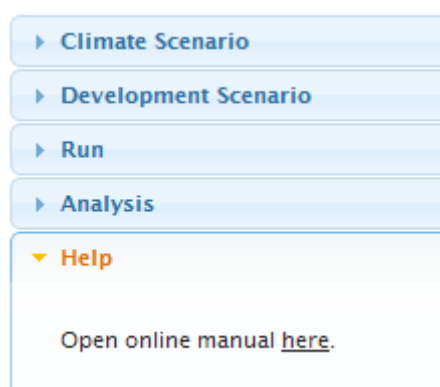 Climate Scenario
Development Scenario
Run
Analysis
Help
Open online manual here.